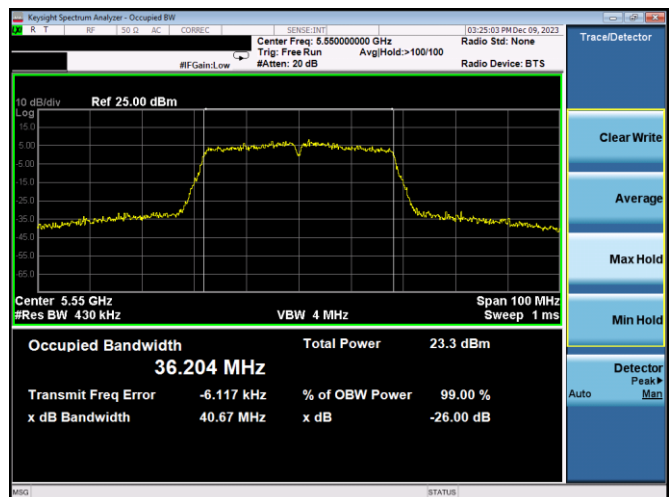 Keysight Spectrum Analyzer - Occupied BW
R T RF 50 Ω AC CORREC SENSE:INT 03:25:03 PM Dec 09, 2023
Center Freq: 5.550000000 GHz Radio Std: None
Trig: Free Run Avg|Hold:>100/100
#IFGain:Low #Atten: 20 dB Radio Device: BTS
10 dB/div Ref 25.00 dBm
Log
15.0
5.00
-5.00
-15.0
-25.0
-35.0
-45.0
-55.0
-65.0
Center 5.55 GHz Span 100 MHz
#Res BW 430 kHz VBW 4 MHz Sweep 1 ms
Occupied Bandwidth Total Power 23.3 dBm
36.204 MHz
Transmit Freq Error -6.117 kHz % of OBW Power 99.00 %
x dB Bandwidth 40.67 MHz x dB -26.00 dB
MSG STATUS
Trace/Detector
Clear Write
Average
Max Hold
Min Hold
Detector
Peak▶
Auto Man